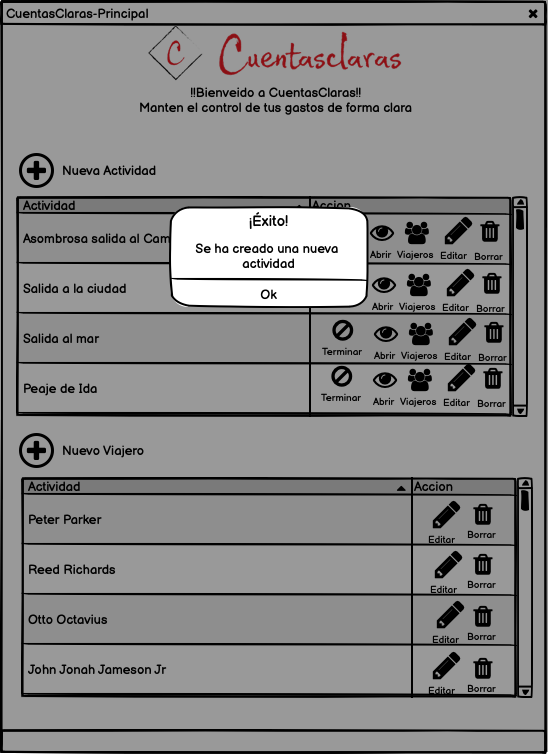 CuentasClaras-Principal
C Cuentasclaras
!!Bienveido a CuentasClaras!!
Manten el control de tus gastos de forma clara
Nueva Actividad
Actividad Accion
Asombrosa salida al Cam
Abrir Viajeros Editar Borrar
Salida a la ciudad
Abrir Viajeros Editar Borrar
Salida al mar
Terminar Abrir Viajeros Editar Borrar
Peaje de Ida
Terminar Abrir Viajeros Editar Borrar
¡Éxito!
Se ha creado una nueva
actividad
Ok
Nuevo Viajero
Actividad Accion
Peter Parker
Editar Borrar
Reed Richards
Editar Borrar
Otto Octavius
Editar Borrar
John Jonah Jameson Jr
Editar Borrar